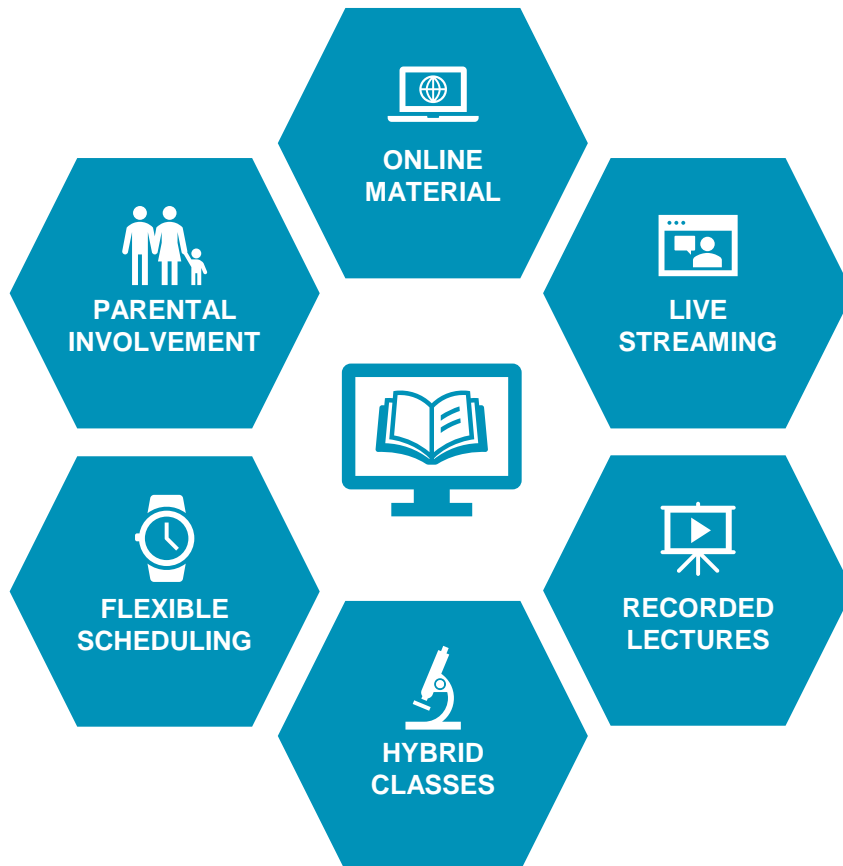 ONLINE
MATERIAL
LIVE
STREAMING
RECORDED
LECTURES
HYBRID
CLASSES
FLEXIBLE
SCHEDULING
PARENTAL
INVOLVEMENT